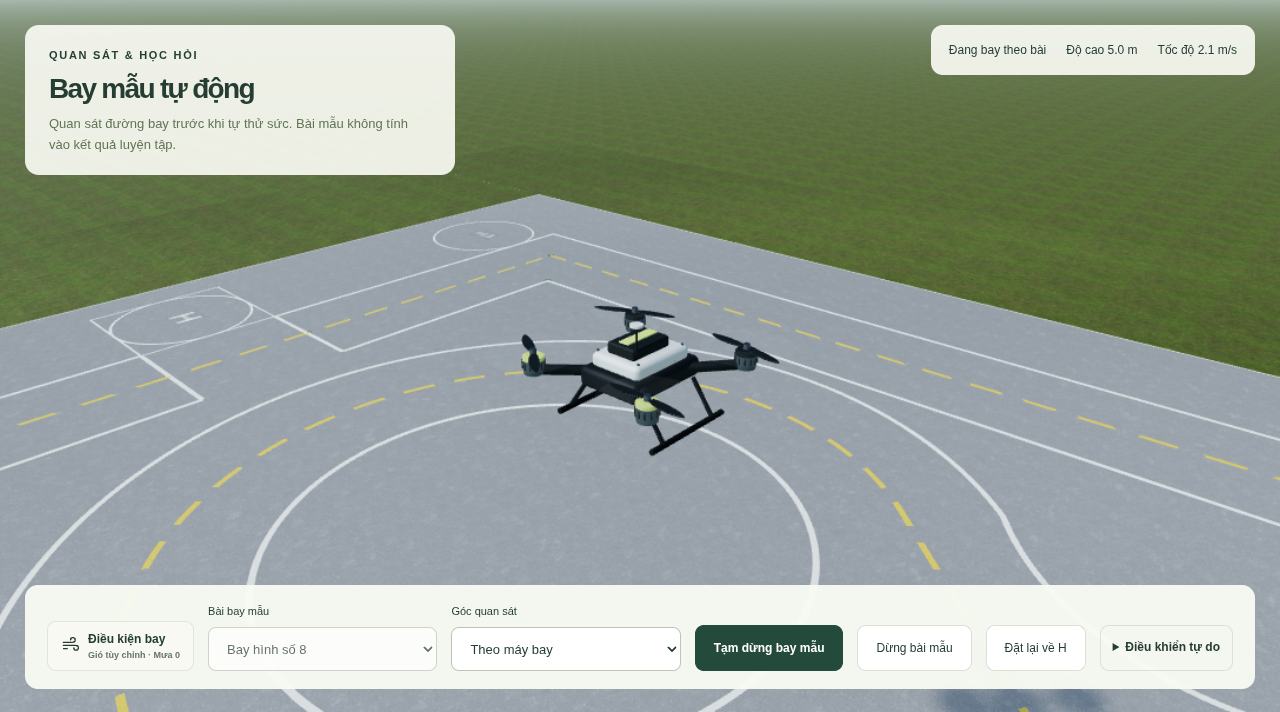 QUAN SÁT & HỌC HỎI
Bay mẫu tự động
Quan sát đường bay trước khi tự thử sức. Bài mẫu không tính
vào kết quả luyện tập.
Đang bay theo bài Độ cao 5.0 m Tốc độ 2.1 m/s
H
Điều kiện bay
Gió tùy chỉnh · Mưa 0
Bài bay mẫu
Bay hình số 8
Góc quan sát
Theo máy bay
Tạm dừng bay mẫu
Dừng bài mẫu
Đặt lại về H
Điều khiển tự do